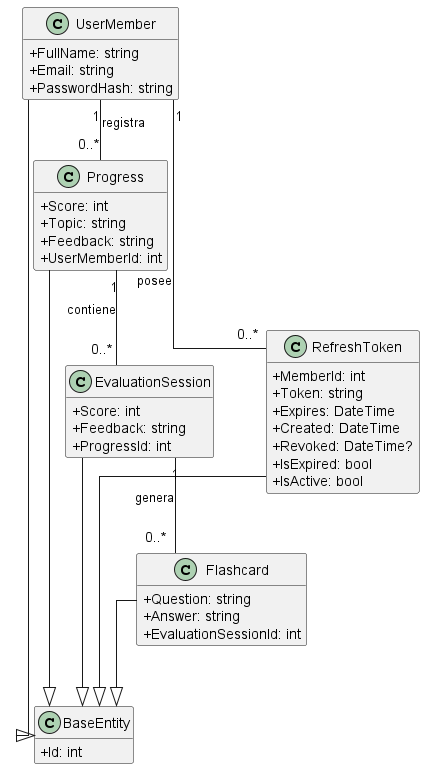 C UserMember
+FullName: string
+Email: string
+PasswordHash: string
1
1
registra
0..*
C Progress
+Score: int
+Topic: string
+Feedback: string
+UserMemberId: int
1
posee
contiene
0..*
0..*
C RefreshToken
+MemberId: int
+Token: string
+Expires: DateTime
+Created: DateTime
+Revoked: DateTime?
+IsExpired: bool
+IsActive: bool
C EvaluationSession
+Score: int
+Feedback: string
+ProgressId: int
1
genera
0..*
C Flashcard
+Question: string
+Answer: string
+EvaluationSessionId: int
C BaseEntity
+Id: int